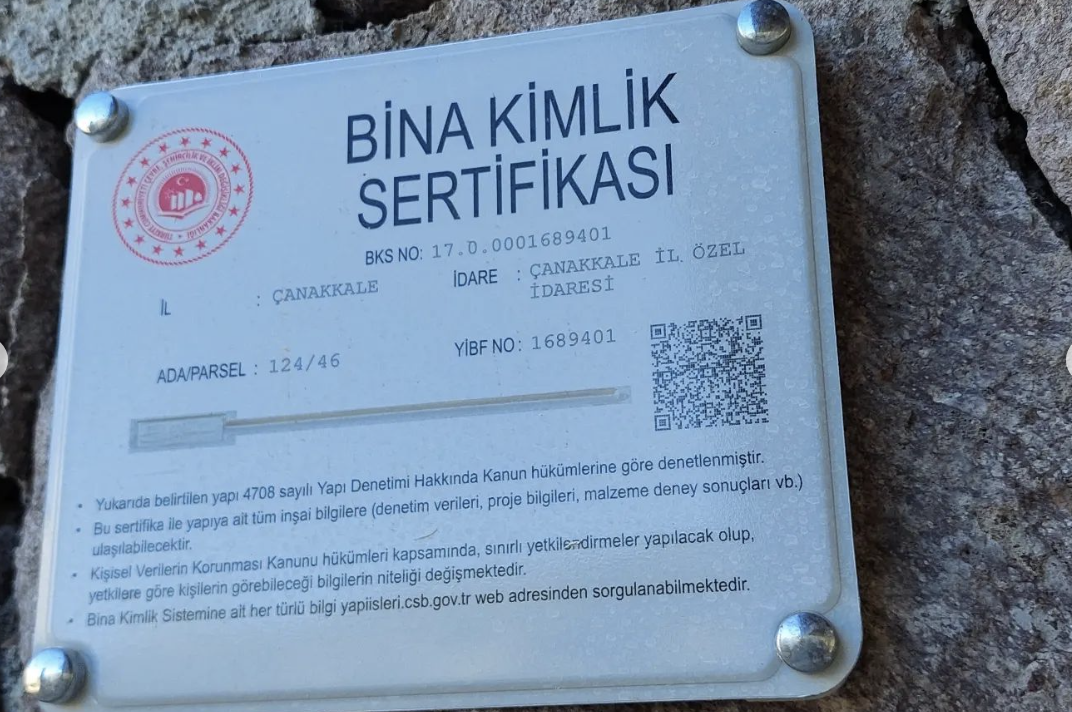 BİNA KİMLİK
SERTİFİKASI
BKS NO: 17.0.0001689401
İL : ÇANAKKALE
İDARE : ÇANAKKALE İL ÖZEL
İDARESİ
ADA/PARSEL : 124/46
YİBF NO: 1689401
• Yukarıda belirtilen yapı 4708 sayılı Yapı Denetimi Hakkında Kanun hükümlerine göre denetlenmiştir.
• Bu sertifika ile yapıya ait tüm inşai bilgilere (denetim verileri, proje bilgileri, malzeme deney sonuçları vb.)
ulaşılabilecektir.
• Kişisel Verilerin Korunması Kanunu hükümleri kapsamında, sınırlı yetkilendirmeler yapılacak olup,
yetkilere göre kişilerin görebileceği bilgilerin niteliği değişmektedir.
• Bina Kimlik Sistemine ait her türlü bilgi yapiisleri.csb.gov.tr web adresinden sorgulanabilmektedir.